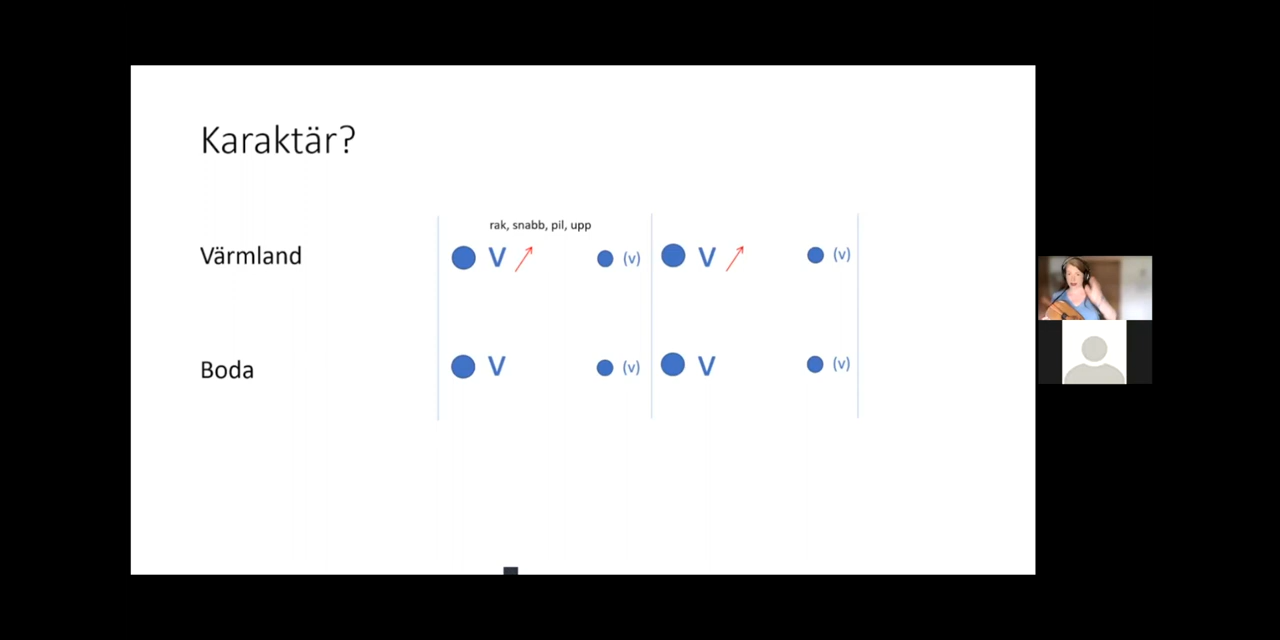 Karaktär?
rak, snabb, pil, upp
Värmland V (v) V (v)
Boda V (v) V (v)